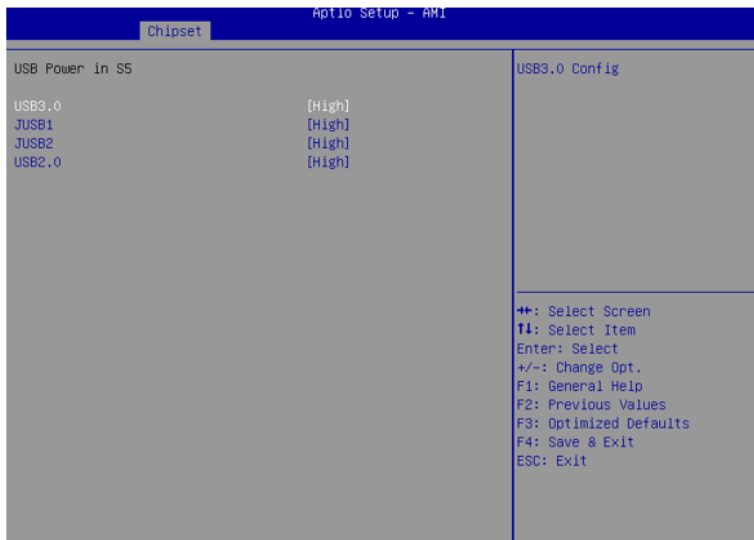 Aptio Setup – AMI
Chipset
USB Power in S5
USB3.0 [High]
JUSB1 [High]
JUSB2 [High]
USB2.0 [High]
USB3.0 Config
→←: Select Screen
↑↓: Select Item
Enter: Select
+/-: Change Opt.
F1: General Help
F2: Previous Values
F3: Optimized Defaults
F4: Save & Exit
ESC: Exit